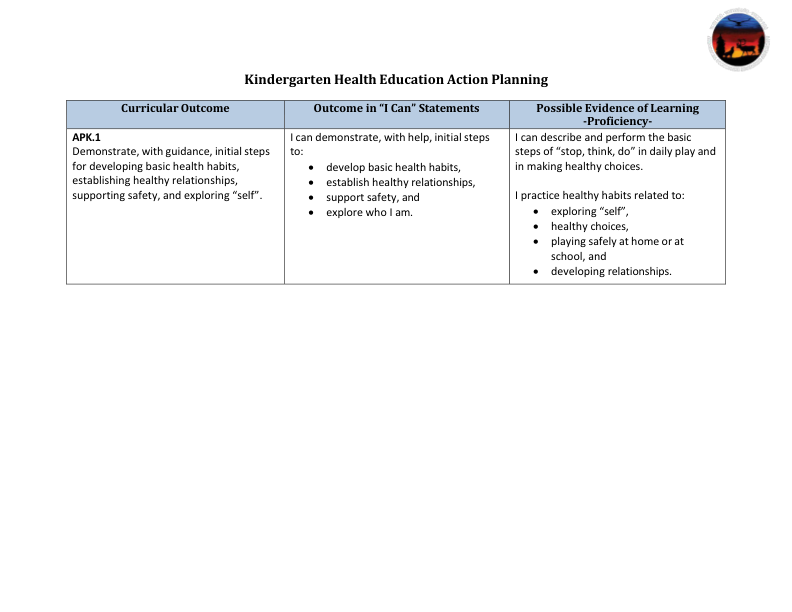 Kindergarten Health Education Action Planning
Curricular Outcome
Outcome in “I Can” Statements
Possible Evidence of Learning
-Proficiency-
APK.1
Demonstrate, with guidance, initial steps
for developing basic health habits,
establishing healthy relationships,
supporting safety, and exploring “self”.
I can demonstrate, with help, initial steps
to:
• develop basic health habits,
• establish healthy relationships,
• support safety, and
• explore who I am.
I can describe and perform the basic
steps of “stop, think, do” in daily play and
in making healthy choices.
I practice healthy habits related to:
• exploring “self”,
• healthy choices,
• playing safely at home or at
school, and
• developing relationships.